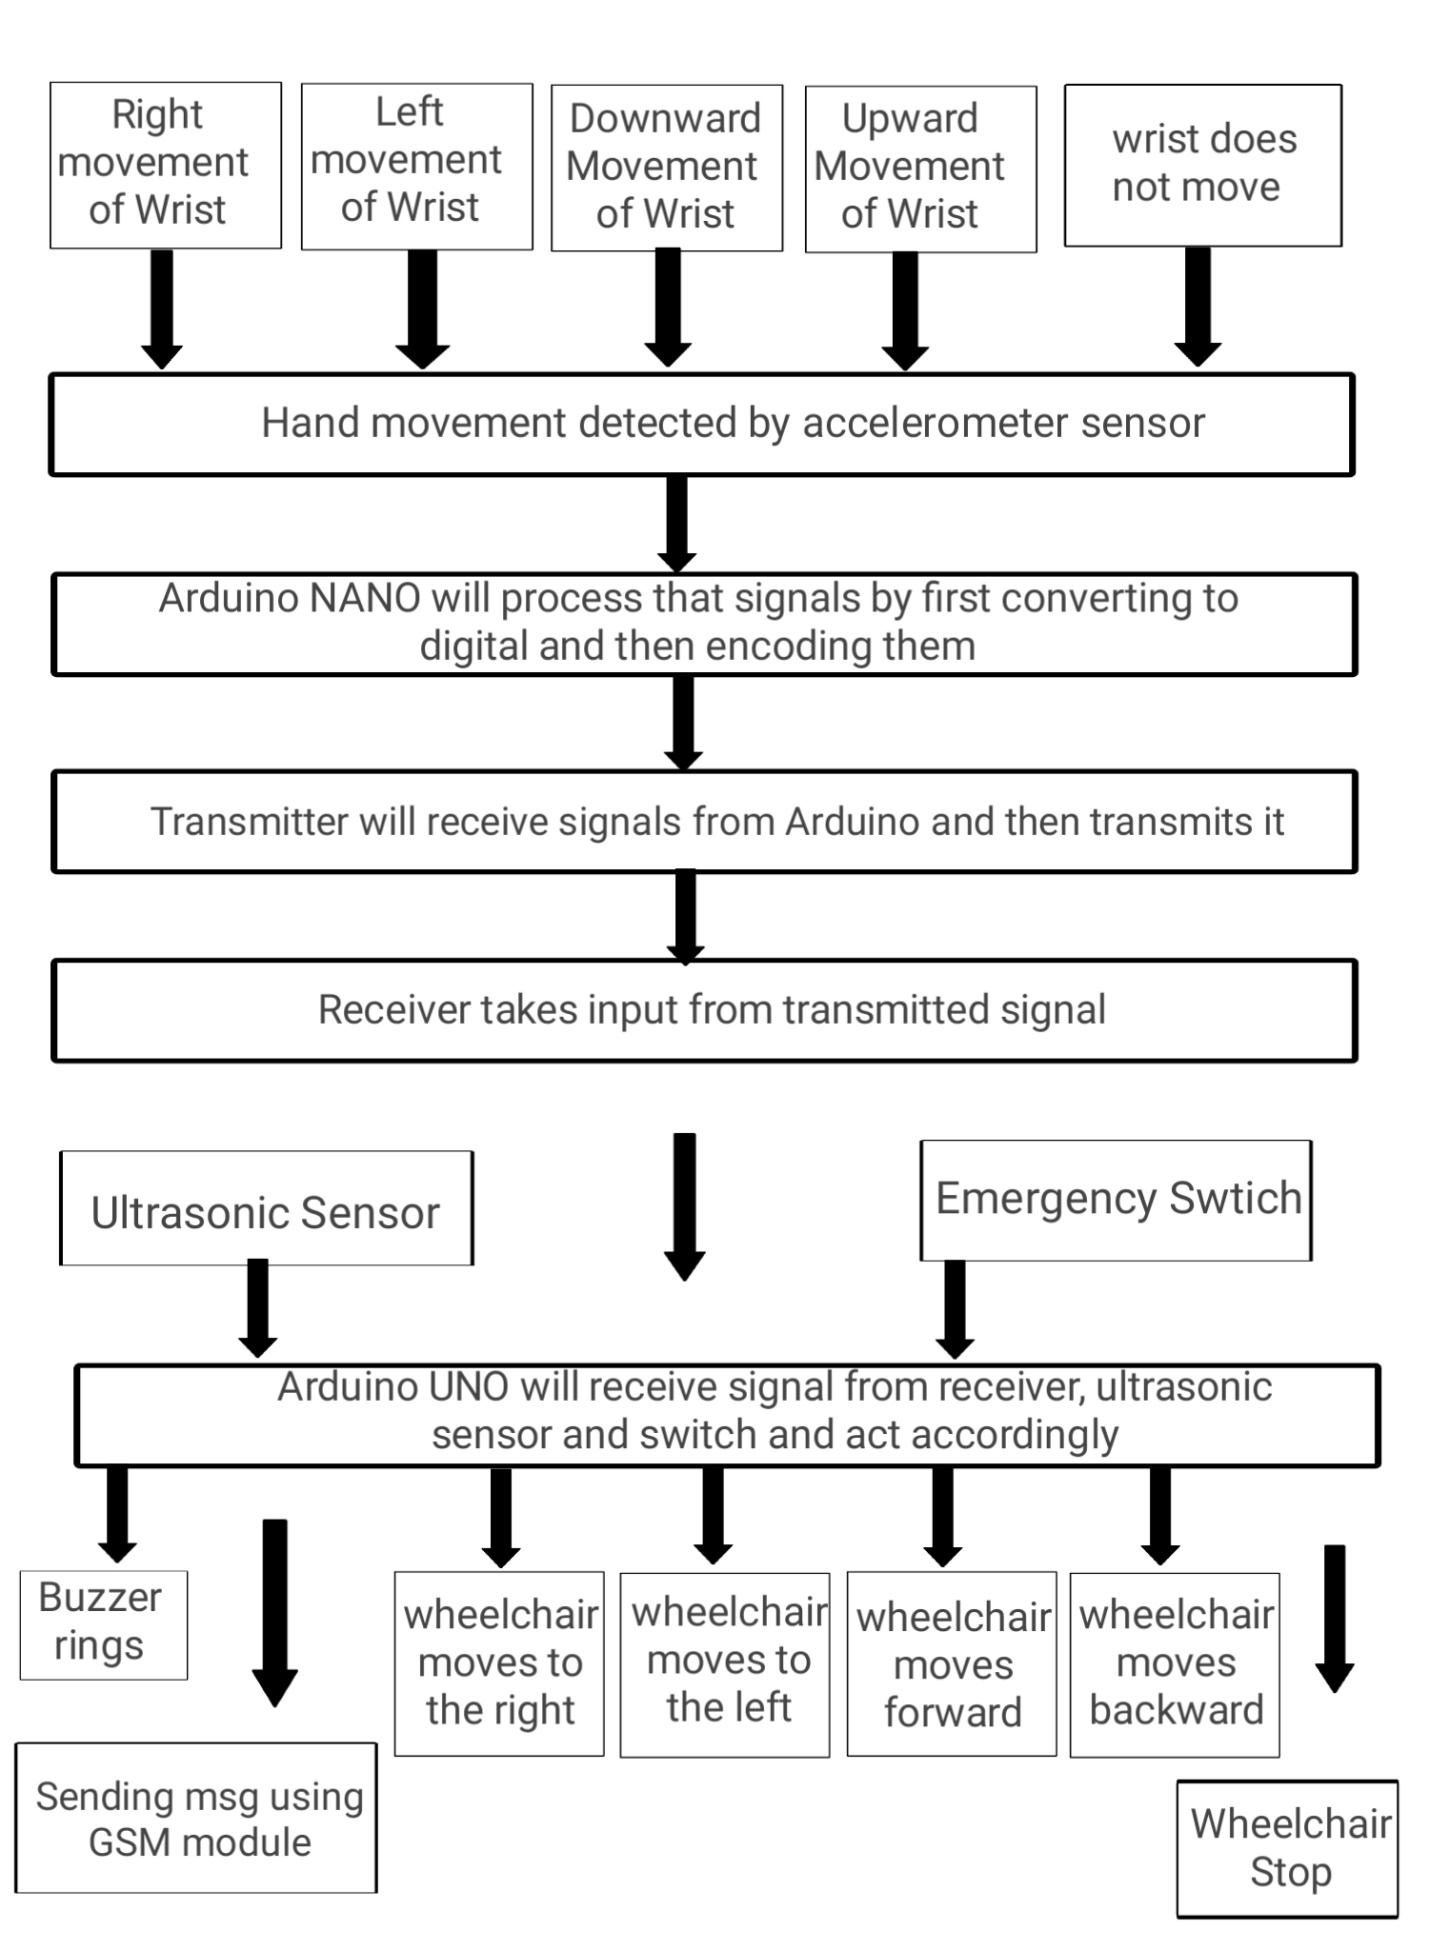 Right
movement
of Wrist
Left
movement
of Wrist
Downward
Movement
of Wrist
Upward
Movement
of Wrist
wrist does
not move
Hand movement detected by accelerometer sensor
Arduino NANO will process that signals by first converting to
digital and then encoding them
Transmitter will receive signals from Arduino and then transmits it
Receiver takes input from transmitted signal
Ultrasonic Sensor
Emergency Swtich
Arduino UNO will receive signal from receiver, ultrasonic
sensor and switch and act accordingly
Buzzer
rings
wheelchair
moves to
the right
wheelchair
moves to
the left
wheelchair
moves
forward
wheelchair
moves
backward
Sending msg using
GSM module
Wheelchair
Stop